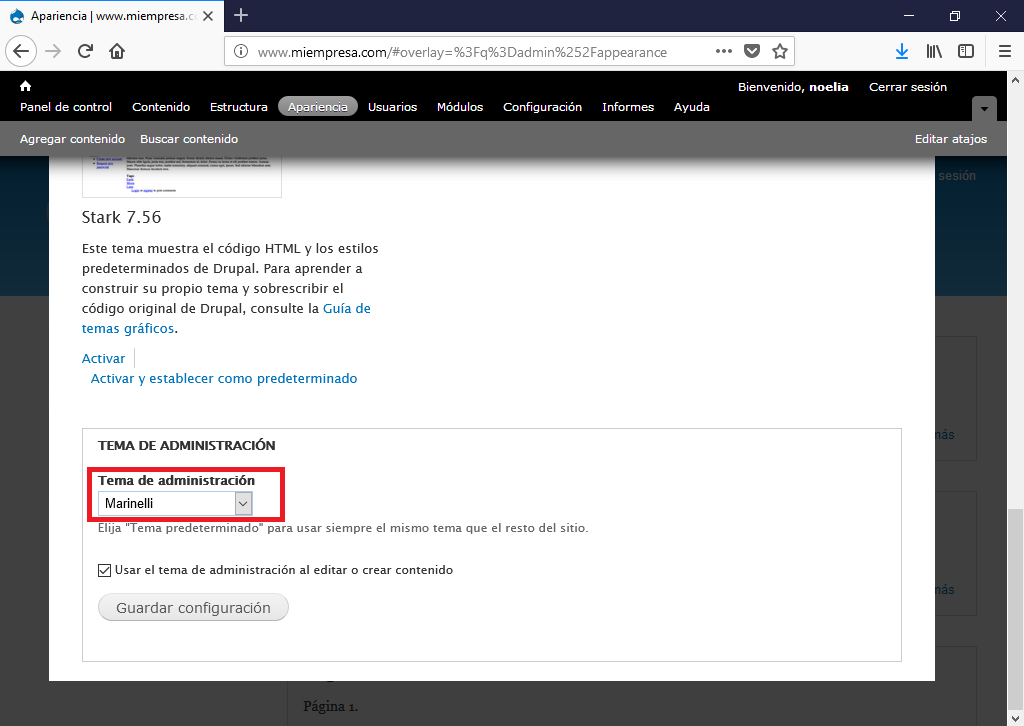 Apariencia | www.miempresa.c
www.miempresa.com/#overlay=%3Fq%3Dadmin%252Fappearance
Bienvenido, noelia Cerrar sesión
Panel de control Contenido Estructura Apariencia Usuarios Módulos Configuración Informes Ayuda
Agregar contenido Buscar contenido Editar atajos
sesión
Stark 7.56
Este tema muestra el código HTML y los estilos
predeterminados de Drupal. Para aprender a
construir su propio tema y sobrescribir el
código original de Drupal, consulte la Guía de
temas gráficos.
Activar
Activar y establecer como predeterminado
TEMA DE ADMINISTRACIÓN
más
Tema de administración
Marinelli
Elija "Tema predeterminado" para usar siempre el mismo tema que el resto del sitio.
Usar el tema de administración al editar o crear contenido
más
Guardar configuración
Página 1.